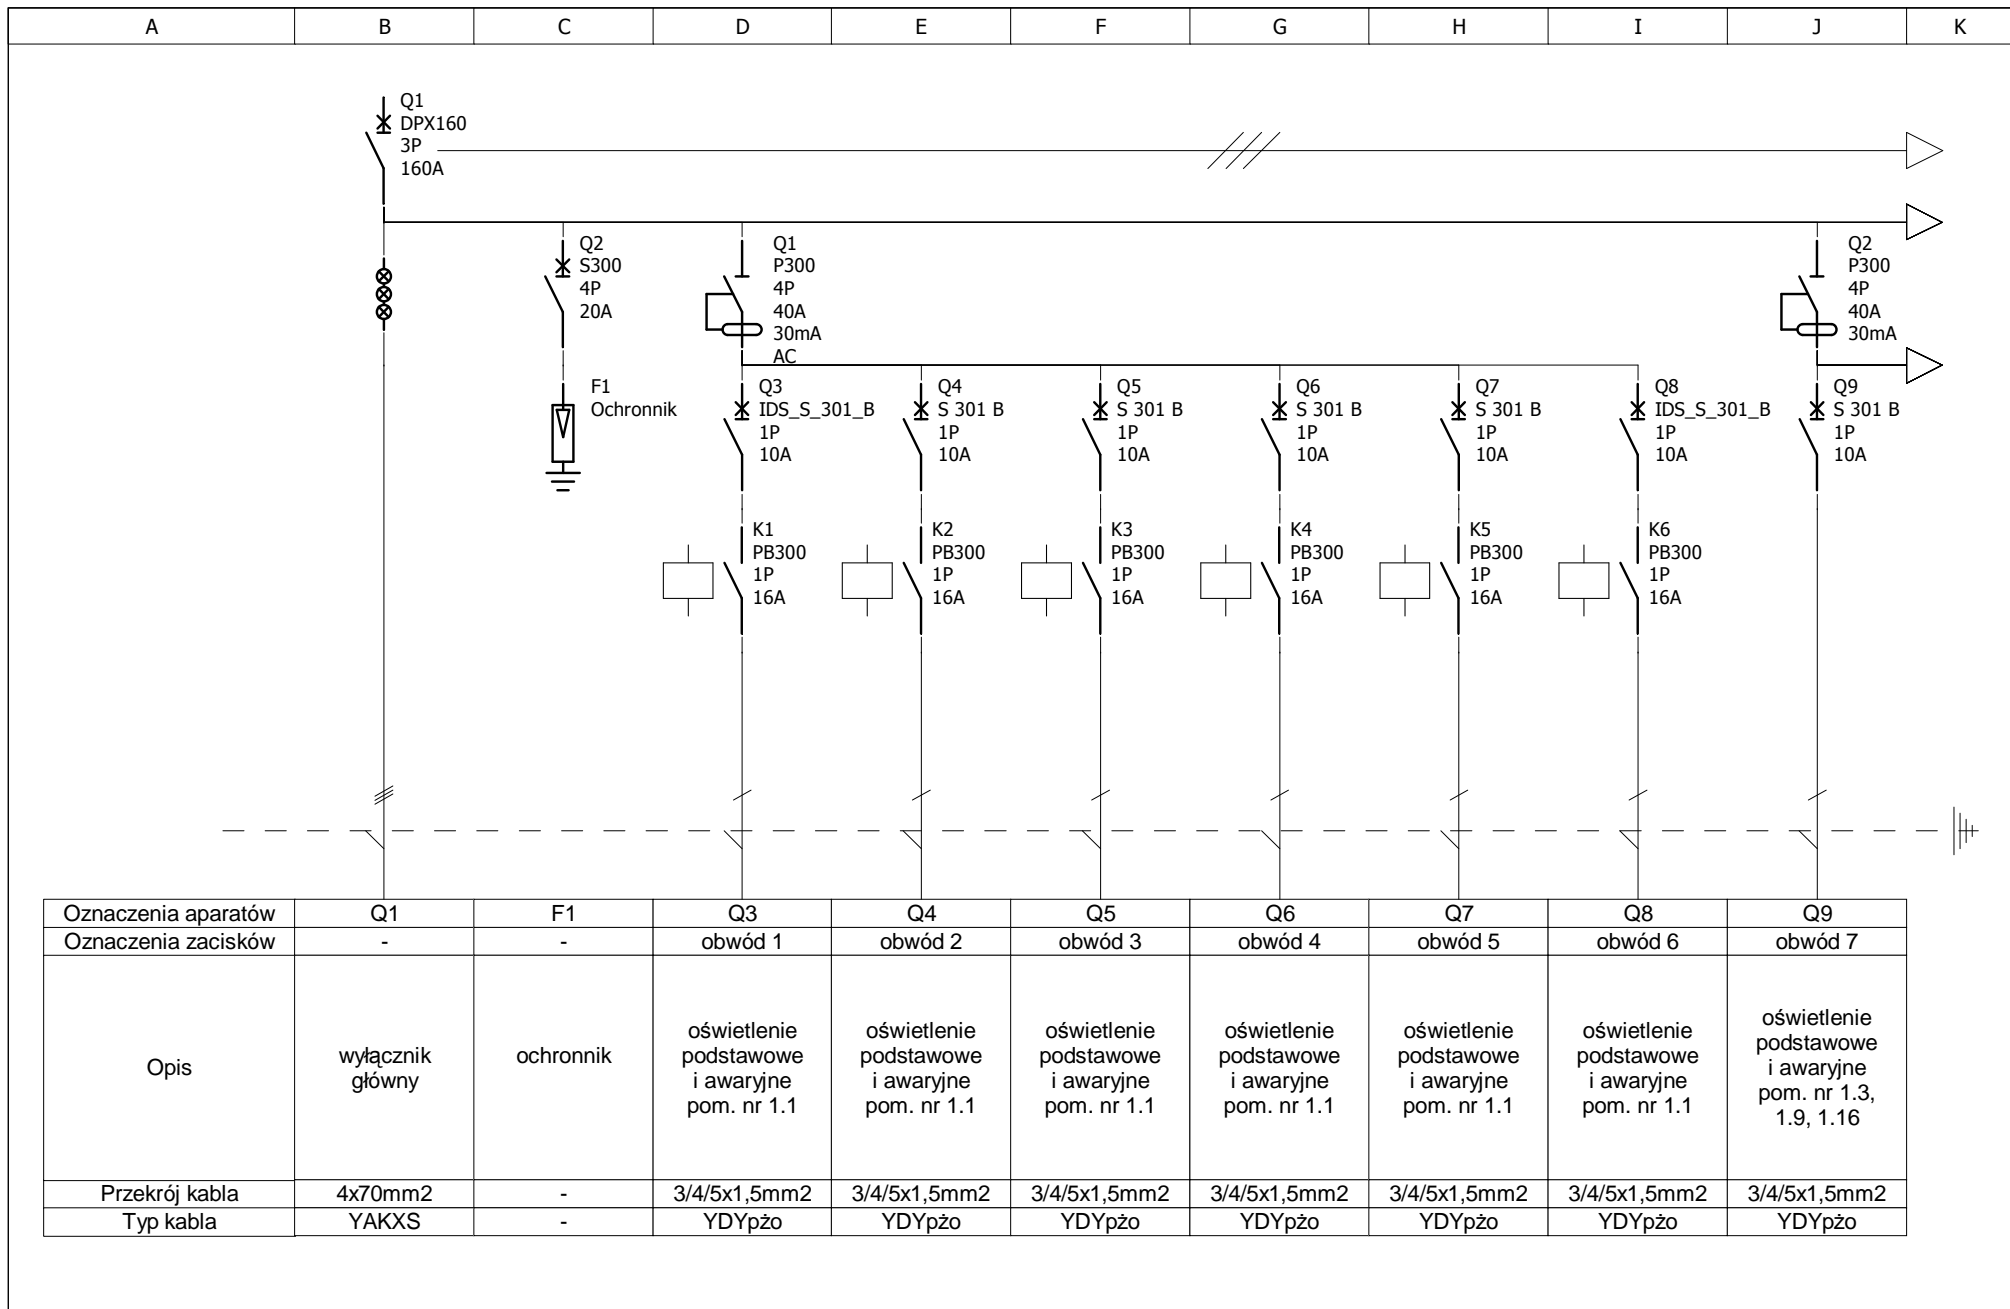 A B C D E F G H I J K
Q1
DPX160
3P
160A
Q2
S300
4P
20A
Q1
P300
4P
40A
30mA
AC
Q2
P300
4P
40A
30mA
F1
Ochronnik
Q3
IDS_S_301_B
1P
10A
Q4
S 301 B
1P
10A
Q5
S 301 B
1P
10A
Q6
S 301 B
1P
10A
Q7
S 301 B
1P
10A
Q8
IDS_S_301_B
1P
10A
Q9
S 301 B
1P
10A
K1
PB300
1P
16A
K2
PB300
1P
16A
K3
PB300
1P
16A
K4
PB300
1P
16A
K5
PB300
1P
16A
K6
PB300
1P
16A
Oznaczenia aparatów Q1 F1 Q3 Q4 Q5 Q6 Q7 Q8 Q9
Oznaczenia zacisków - - obwód 1 obwód 2 obwód 3 obwód 4 obwód 5 obwód 6 obwód 7
Opis
wyłącznik
główny
ochronnik
oświetlenie
podstawowe
i awaryjne
pom. nr 1.1
oświetlenie
podstawowe
i awaryjne
pom. nr 1.1
oświetlenie
podstawowe
i awaryjne
pom. nr 1.1
oświetlenie
podstawowe
i awaryjne
pom. nr 1.1
oświetlenie
podstawowe
i awaryjne
pom. nr 1.1
oświetlenie
podstawowe
i awaryjne
pom. nr 1.1
oświetlenie
podstawowe
i awaryjne
pom. nr 1.3,
1.9, 1.16
Przekrój kabla 4x70mm2 - 3/4/5x1,5mm2 3/4/5x1,5mm2 3/4/5x1,5mm2 3/4/5x1,5mm2 3/4/5x1,5mm2 3/4/5x1,5mm2 3/4/5x1,5mm2
Typ kabla YAKXS - YDYpżo YDYpżo YDYpżo YDYpżo YDYpżo YDYpżo YDYpżo